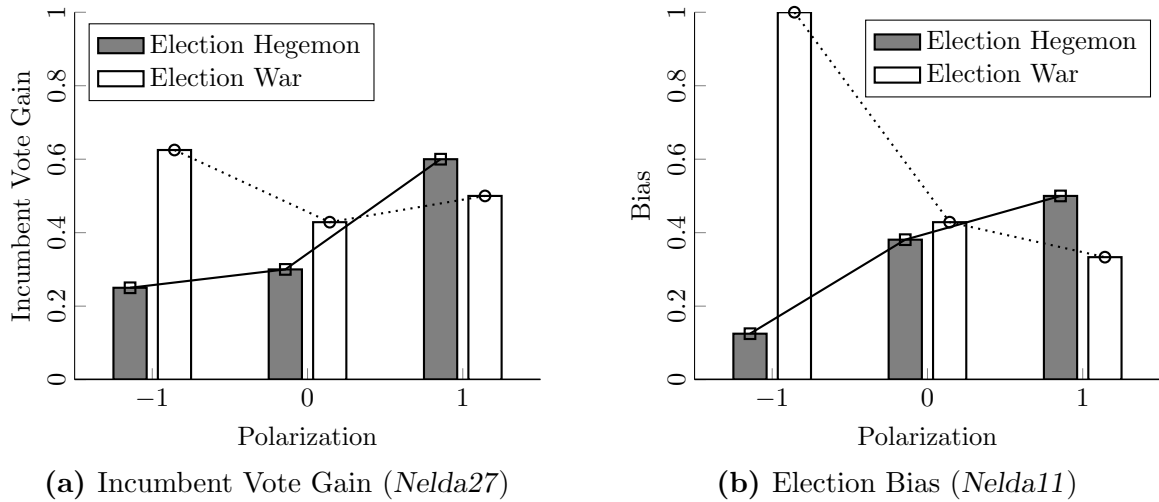 Election Hegemon
Election War
Incumbent Vote Gain
0
0.2
0.4
0.6
0.8
1
−1
0
1
Polarization
(a) Incumbent Vote Gain (Nelda27)
Election Hegemon
Election War
Bias
0
0.2
0.4
0.6
0.8
1
−1
0
1
Polarization
(b) Election Bias (Nelda11)